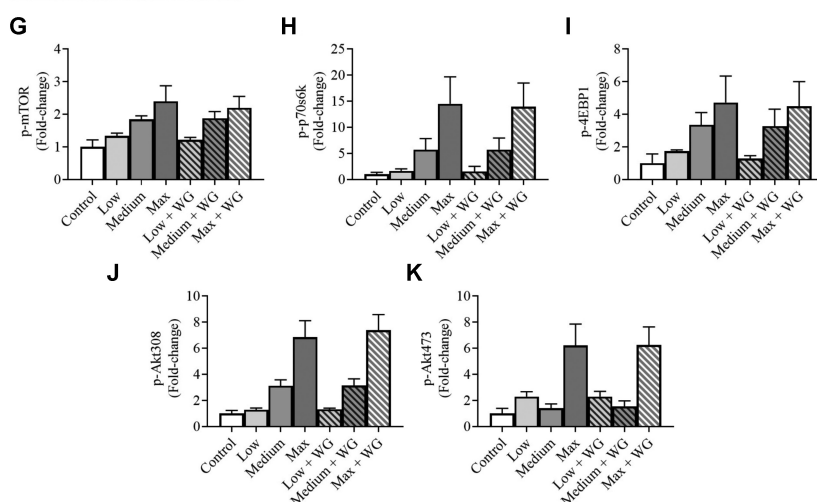 G
p-mTOR
(Fold-change)
4
3
2
1
0
Control
Low
Medium
Max
Low + WG
Medium + WG
Max + WG
H
p-p70s6k
(Fold-change)
25
20
15
10
5
0
Control
Low
Medium
Max
Low + WG
Medium + WG
Max + WG
I
p-4EBP1
(Fold-change)
8
6
4
2
0
Control
Low
Medium
Max
Low + WG
Medium + WG
Max + WG
J
p-Akt308
(Fold-change)
10
8
6
4
2
0
Control
Low
Medium
Max
Low + WG
Medium + WG
Max + WG
K
p-Akt473
(Fold-change)
10
8
6
4
2
0
Control
Low
Medium
Max
Low + WG
Medium + WG
Max + WG